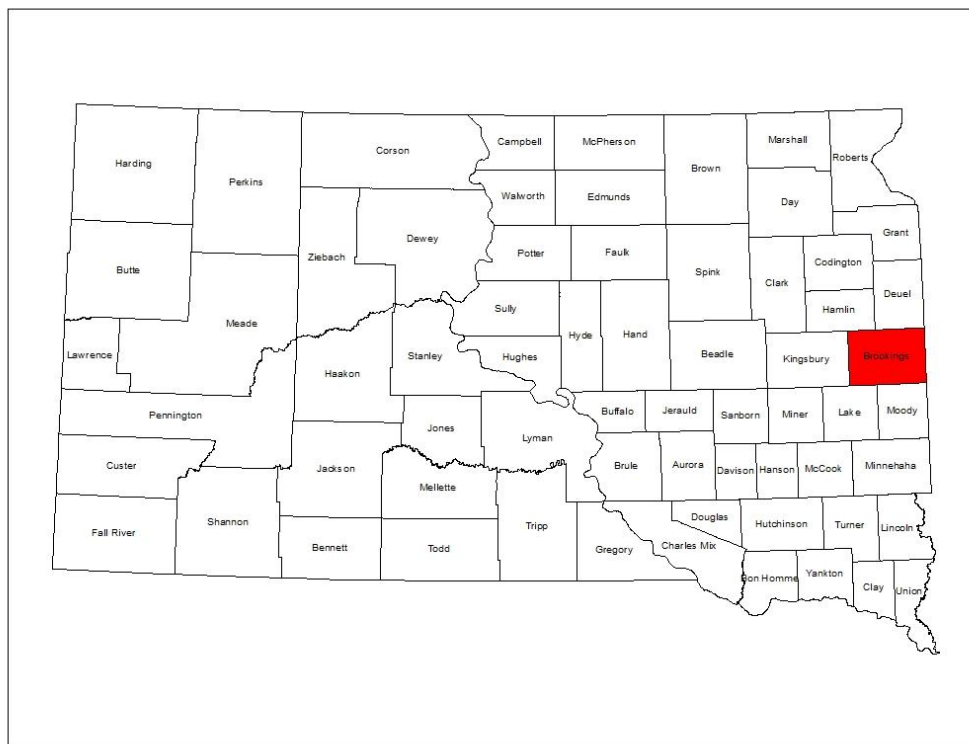 Harding
Perkins
Corson
Campbell
McPherson
Brown
Marshall
Roberts
Walworth
Edmunds
Day
Dewey
Ziebach
Potter
Faulk
Grant
Butte
Spink
Codington
Clark
Deuel
Meade
Sully
Hyde
Hand
Hamlin
Lawrence
Stanley
Hughes
Beadle
Kingsbury
Brookings
Haakon
Pennington
Buffalo
Jerauld
Sanborn
Miner
Lake
Moody
Jones
Lyman
Custer
Jackson
Mellette
Brule
Aurora
Davison
Hanson
McCook
Minnehaha
Fall River
Shannon
Bennett
Todd
Tripp
Gregory
Douglas
Charles Mix
Hutchinson
Turner
Lincoln
Bon Homme
Yankton
Clay
Union